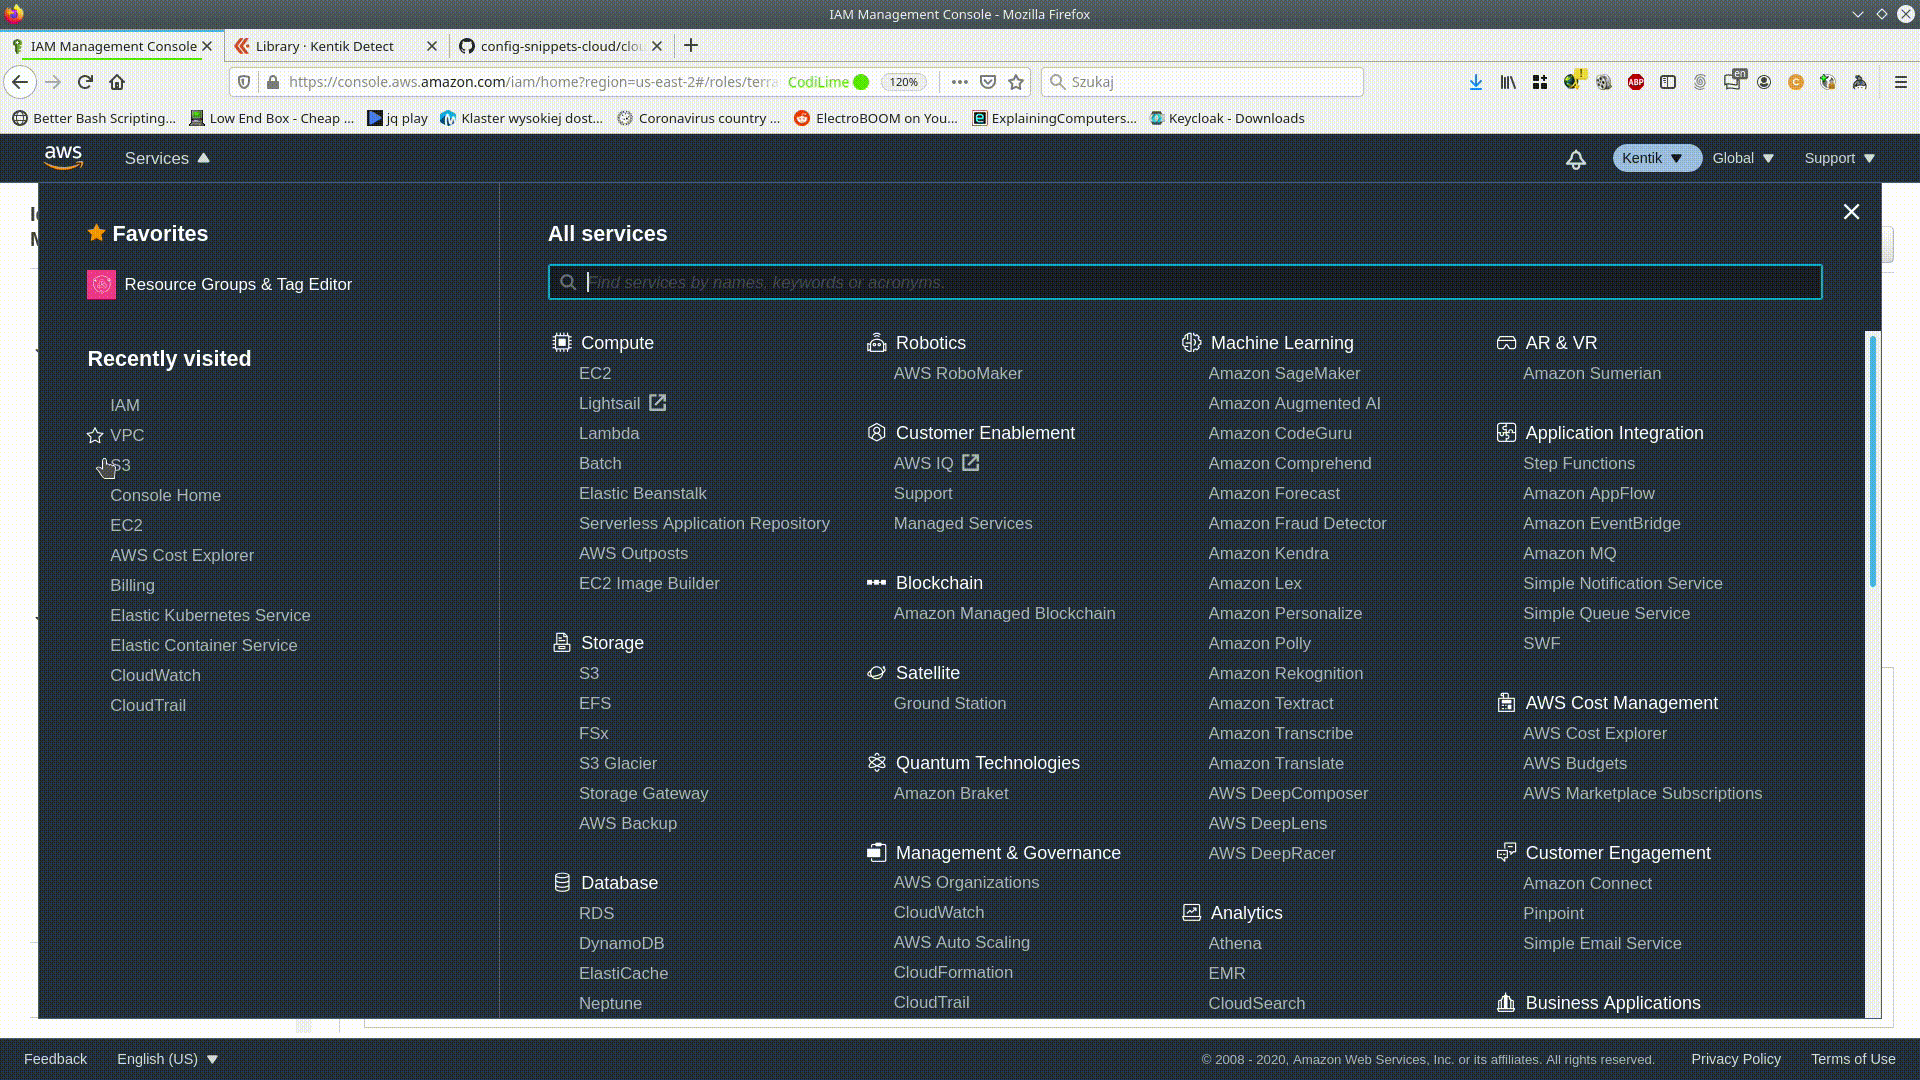 IAM Management Console - Mozilla Firefox
IAM Management Console
Library · Kentik Detect
config-snippets-cloud/clou
https://console.aws.amazon.com/iam/home?region=us-east-2#/roles/terra
CodiLime
120%
Szukaj
en
ABP
Better Bash Scripting...
Low End Box - Cheap ...
jq play
Klaster wysokiej dost...
Coronavirus country ...
ElectroBOOM on You...
ExplainingComputers...
Keycloak - Downloads
aws
Services
Kentik
Global
Support
Favorites
Resource Groups & Tag Editor
Recently visited
IAM
VPC
S3
Console Home
EC2
AWS Cost Explorer
Billing
Elastic Kubernetes Service
Elastic Container Service
CloudWatch
CloudTrail
All services
Find services by names, keywords or acronyms.
Compute
EC2
Lightsail
Lambda
Batch
Elastic Beanstalk
Serverless Application Repository
AWS Outposts
EC2 Image Builder
Storage
S3
EFS
FSx
S3 Glacier
Storage Gateway
AWS Backup
Database
RDS
DynamoDB
ElastiCache
Neptune
Robotics
AWS RoboMaker
Customer Enablement
AWS IQ
Support
Managed Services
Blockchain
Amazon Managed Blockchain
Satellite
Ground Station
Quantum Technologies
Amazon Braket
Management & Governance
AWS Organizations
CloudWatch
AWS Auto Scaling
CloudFormation
CloudTrail
Machine Learning
Amazon SageMaker
Amazon Augmented AI
Amazon CodeGuru
Amazon Comprehend
Amazon Forecast
Amazon Fraud Detector
Amazon Kendra
Amazon Lex
Amazon Personalize
Amazon Polly
Amazon Rekognition
Amazon Textract
Amazon Transcribe
Amazon Translate
AWS DeepComposer
AWS DeepLens
AWS DeepRacer
Analytics
Athena
EMR
CloudSearch
AR & VR
Amazon Sumerian
Application Integration
Step Functions
Amazon AppFlow
Amazon EventBridge
Amazon MQ
Simple Notification Service
Simple Queue Service
SWF
AWS Cost Management
AWS Cost Explorer
AWS Budgets
AWS Marketplace Subscriptions
Customer Engagement
Amazon Connect
Pinpoint
Simple Email Service
Business Applications
Feedback
English (US)
© 2008 - 2020, Amazon Web Services, Inc. or its affiliates. All rights reserved.
Privacy Policy
Terms of Use